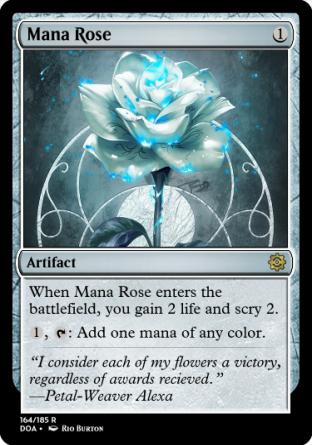 Mana Rose 1
Artifact
When Mana Rose enters the
battlefield, you gain 2 life and scry 2.
1, : Add one mana of any color.
“I consider each of my flowers a victory,
regardless of awards recieved.”
—Petal-Weaver Alexa
164/185 R
DOA • Rio Burton